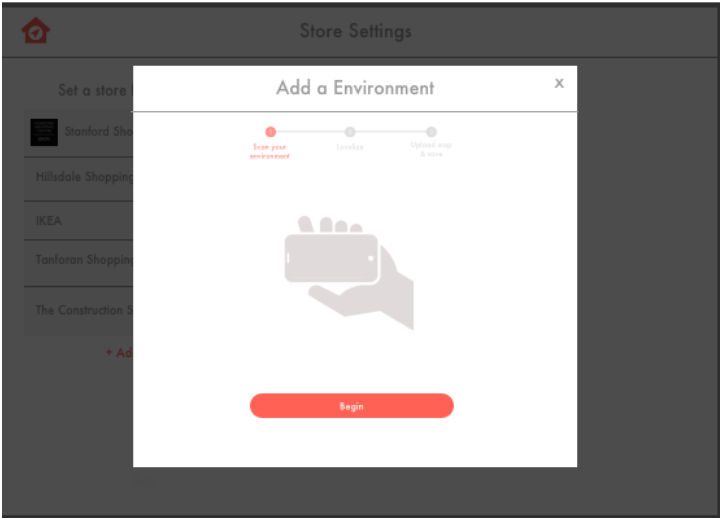 Store Settings
Set a store
Add a Environment
x
Stanford Sho
Scan your
environment
Localize
Upload map
& save
Hillsdale Shopping
IKEA
Tanforan Shopping
The Construction S
+ Ad
Begin